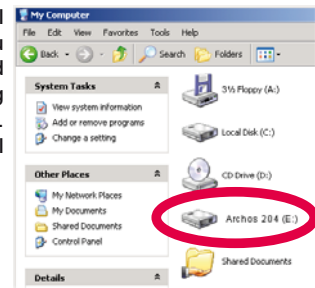 My Computer
File Edit View Favorites Tools Help
Back Search Folders
System Tasks
View system information
Add or remove programs
Change a setting
Other Places
My Network Places
My Documents
Shared Documents
Control Panel
Details
3½ Floppy (A:)
Local Disk (C:)
CD Drive (D:)
Archos 204 (E:)
Shared Documents